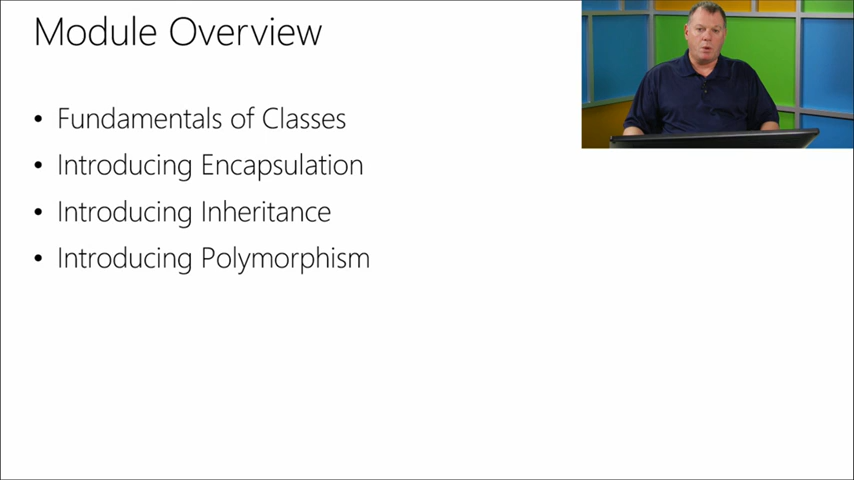 Module Overview
• Fundamentals of Classes
• Introducing Encapsulation
• Introducing Inheritance
• Introducing Polymorphism